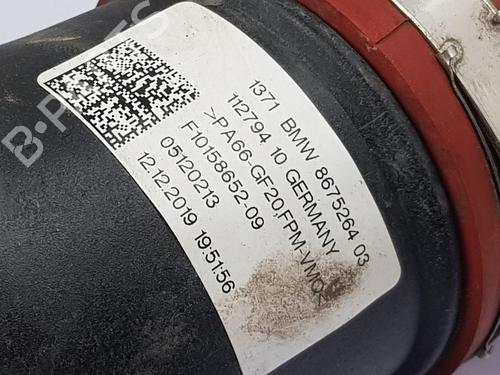 1371 BMW 8675264 03
112794 10 GERMANY
>PA66-GF20,FPM-VMQ<
F10158652 09
05120213
12.12.2019 19:51:56
B-PARTS